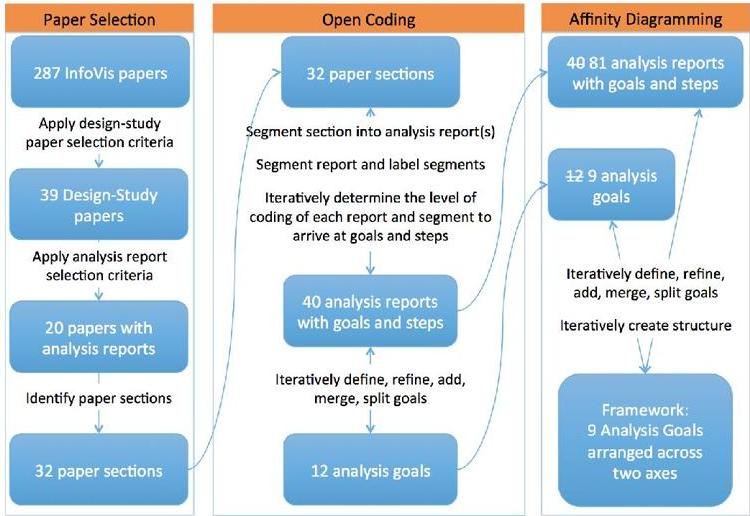 Paper Selection
287 InfoVis papers
Apply design-study
paper selection criteria
39 Design-Study
papers
Apply analysis report
selection criteria
20 papers with
analysis reports
Identify paper sections
32 paper sections
Open Coding
32 paper sections
Segment section into analysis report(s)
Segment report and label segments
Iteratively determine the level of
coding of each report and segment to
arrive at goals and steps
40 analysis reports
with goals and steps
Iteratively define, refine, add,
merge, split goals
12 analysis goals
Affinity Diagramming
40 81 analysis reports
with goals and steps
12 9 analysis
goals
Iteratively define, refine,
add, merge, split goals
Iteratively create structure
Framework:
9 Analysis Goals
arranged across
two axes